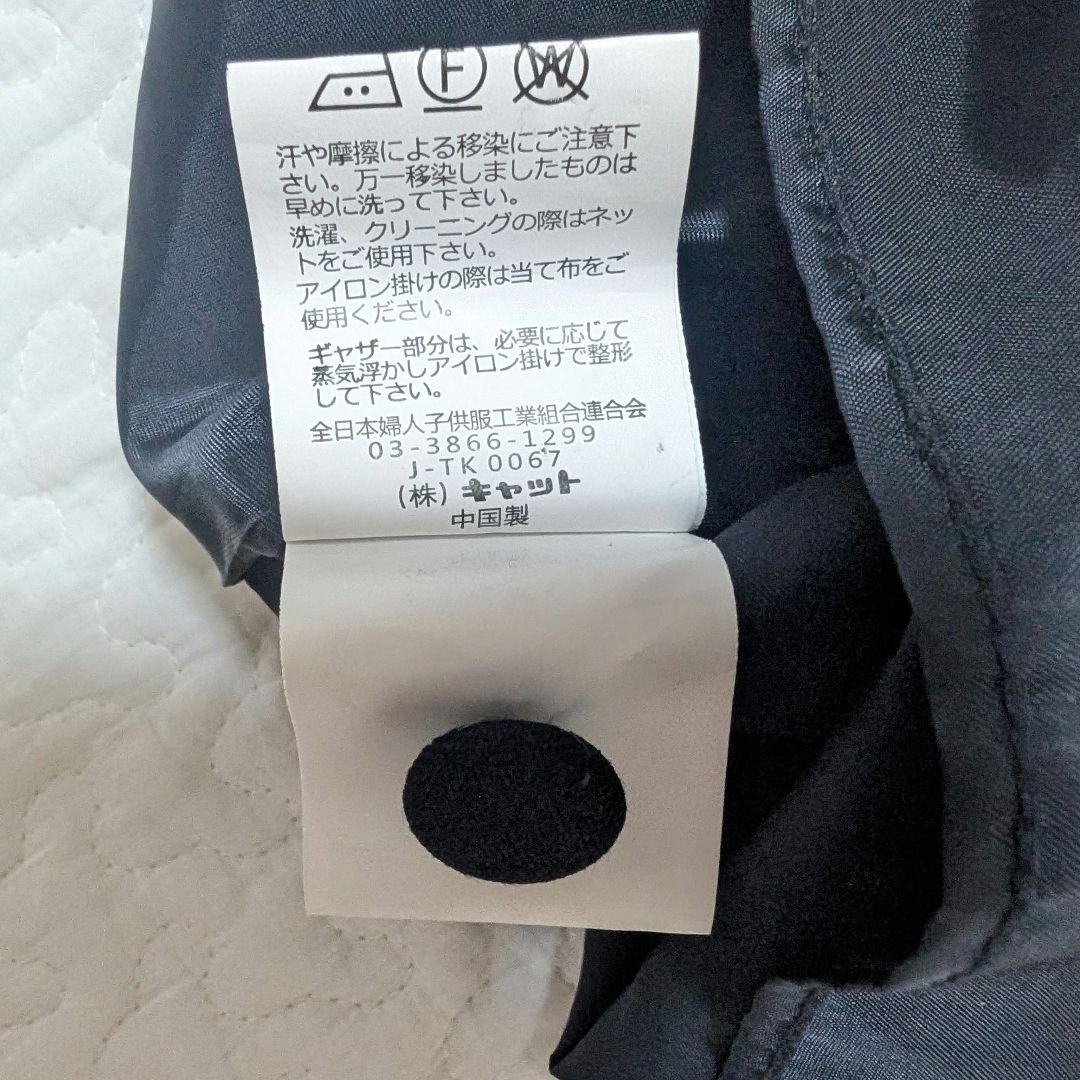 F W
汗や摩擦による移染にご注意下
さい。万一移染しましたものは
早めに洗って下さい。
洗濯、クリーニングの際はネッ
トをご使用下さい。
アイロン掛けの際は当て布をご
使用ください。
ギャザー部分は、必要に応じて
蒸気浮かしアイロン掛けで整形
して下さい。
全日本婦人子供服工業組合連合会
03-3866-1299
J-TK0067
(株)キャット
中国製